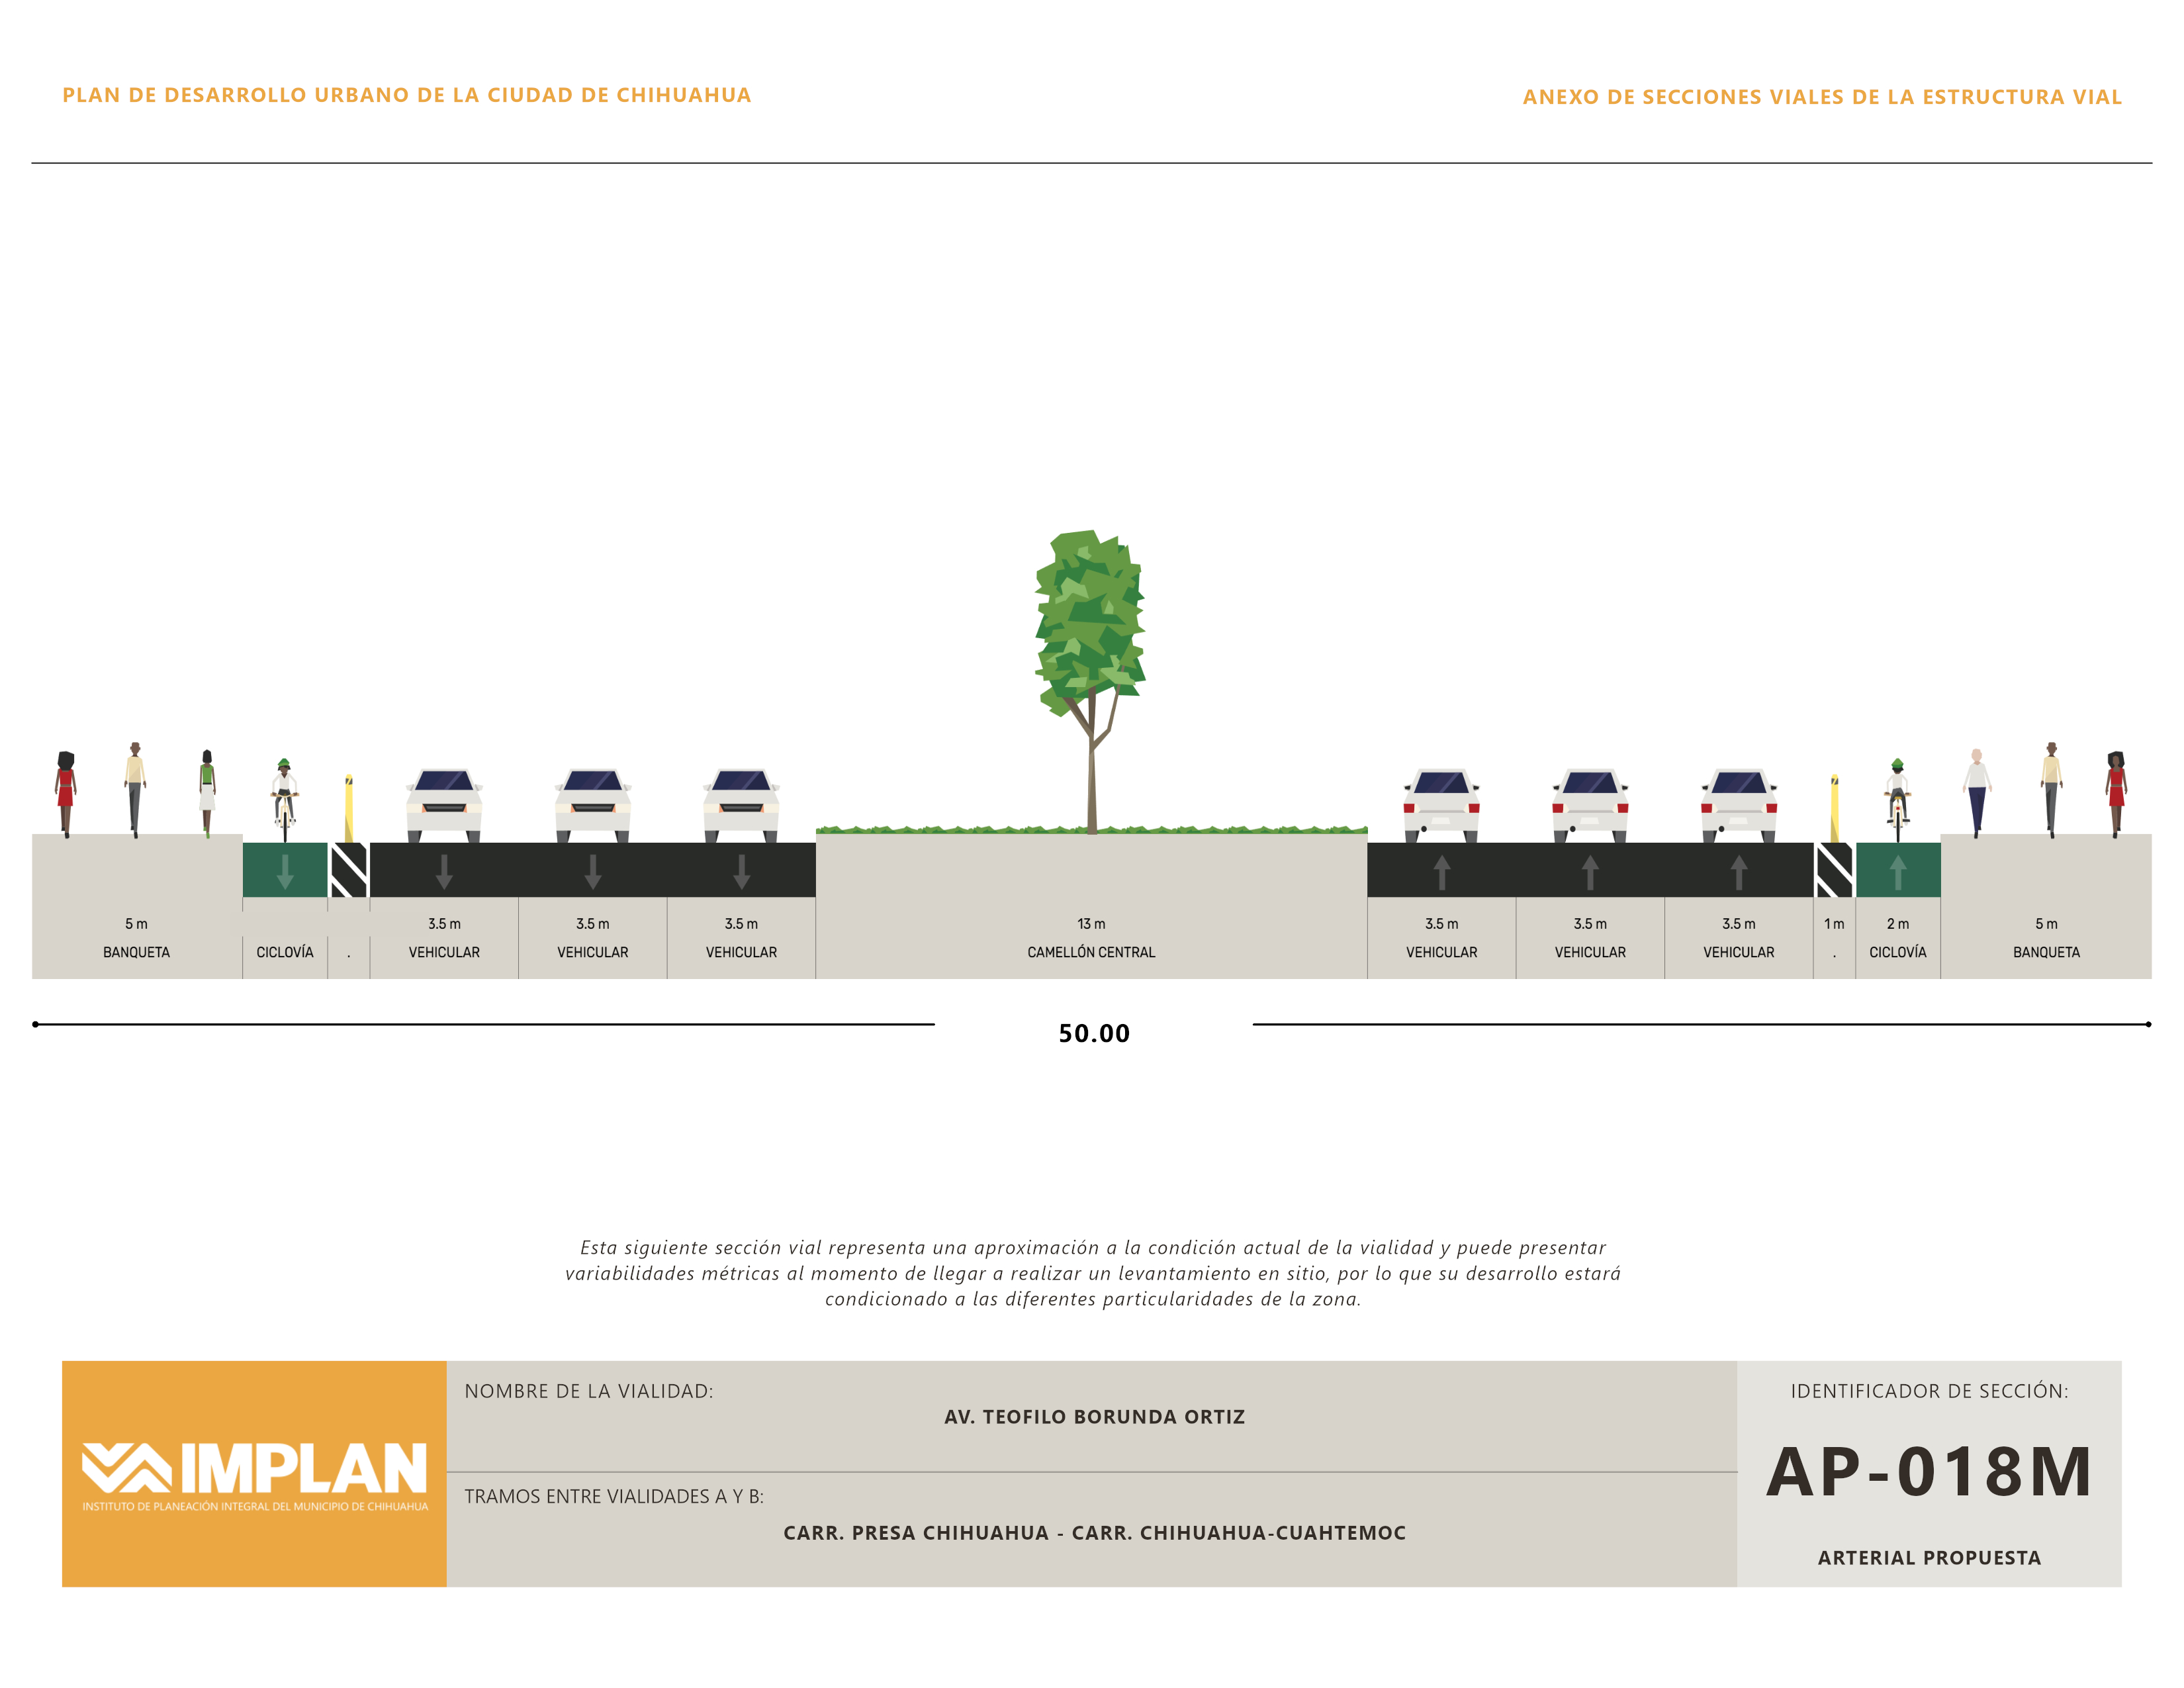 PLAN DE DESARROLLO URBANO DE LA CIUDAD DE CHIHUAHUA
ANEXO DE SECCIONES VIALES DE LA ESTRUCTURA VIAL
5 m
BANQUETA
CICLOVÍA
.
3.5 m
VEHICULAR
3.5 m
VEHICULAR
3.5 m
VEHICULAR
13 m
CAMELLÓN CENTRAL
3.5 m
VEHICULAR
3.5 m
VEHICULAR
3.5 m
VEHICULAR
1 m
.
2 m
CICLOVÍA
5 m
BANQUETA
50.00
Esta siguiente sección vial representa una aproximación a la condición actual de la vialidad y puede presentar
variabilidades métricas al momento de llegar a realizar un levantamiento en sitio, por lo que su desarrollo estará
condicionado a las diferentes particularidades de la zona.
IMPLAN
INSTITUTO DE PLANEACIÓN INTEGRAL DEL MUNICIPIO DE CHIHUAHUA
NOMBRE DE LA VIALIDAD:
AV. TEOFILO BORUNDA ORTIZ
TRAMOS ENTRE VIALIDADES A Y B:
CARR. PRESA CHIHUAHUA - CARR. CHIHUAHUA-CUAHTEMOC
IDENTIFICADOR DE SECCIÓN:
AP-018M
ARTERIAL PROPUESTA